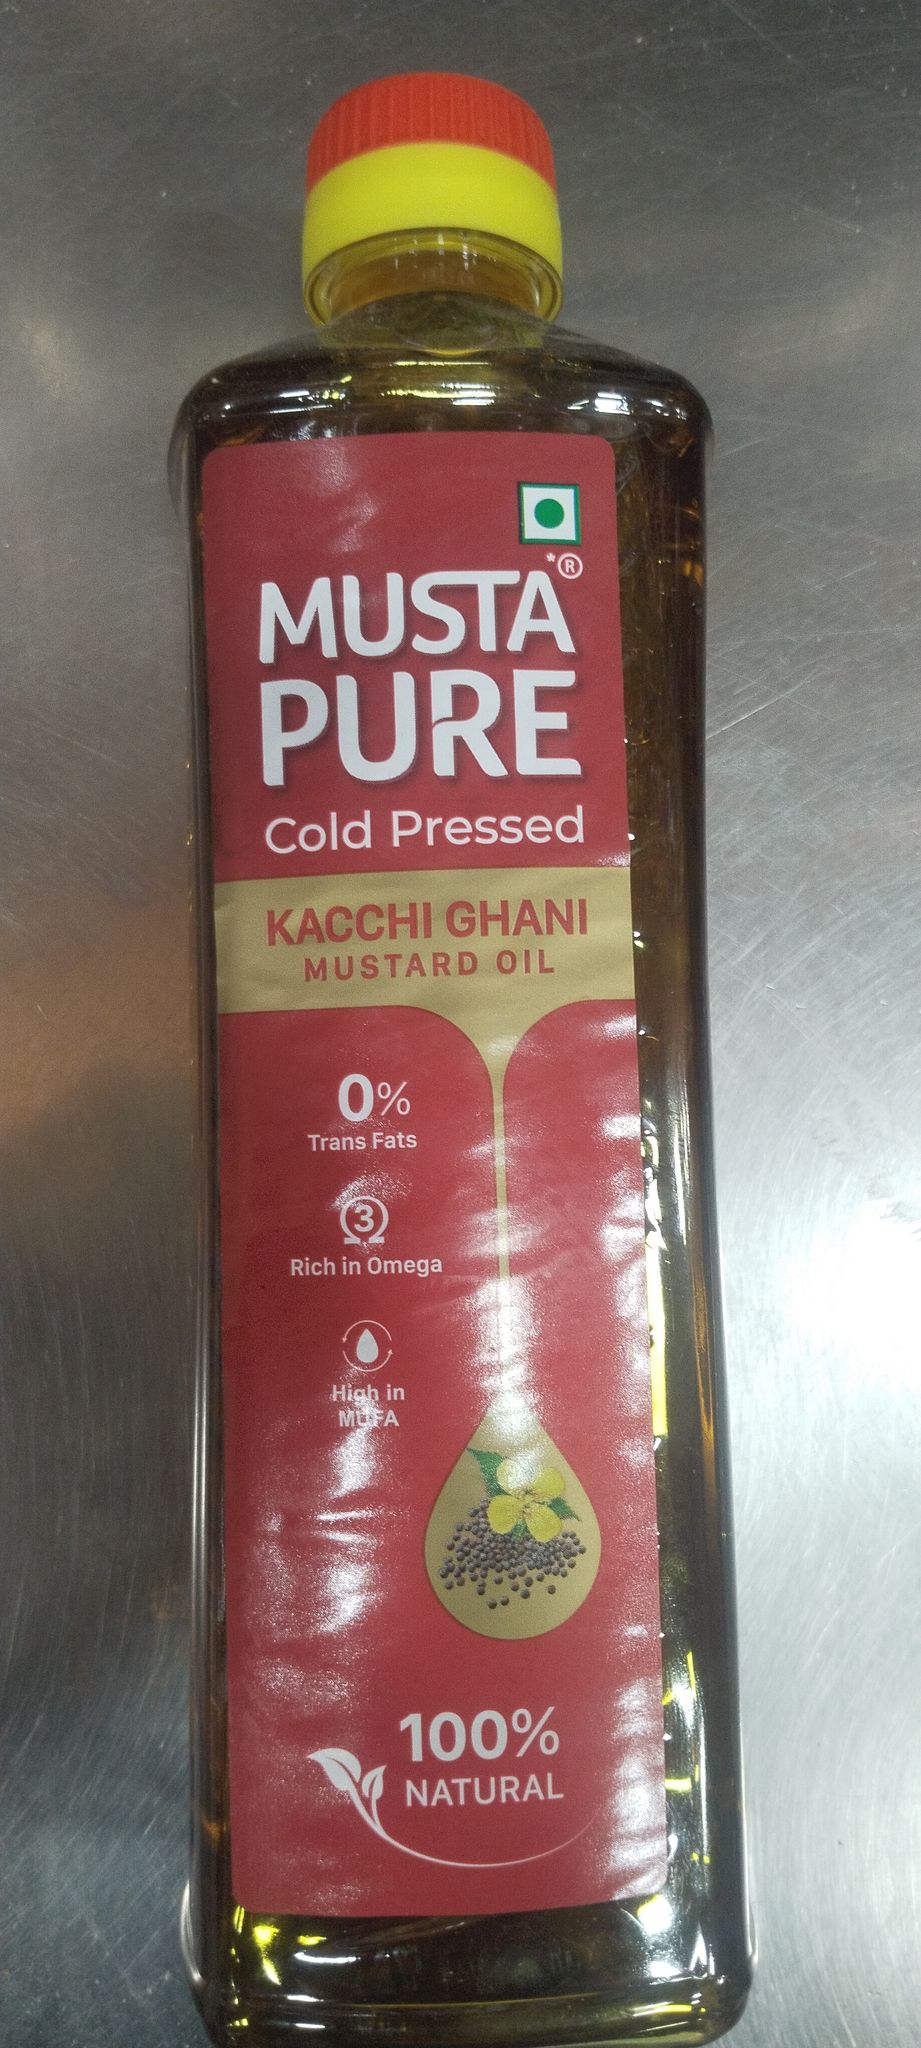 *®
MUSTA
PURE
Cold Pressed
KACCHI GHANI
MUSTARD OIL
0%
Trans Fats
3
Rich in Omega
High in
MUFA
100%
NATURAL